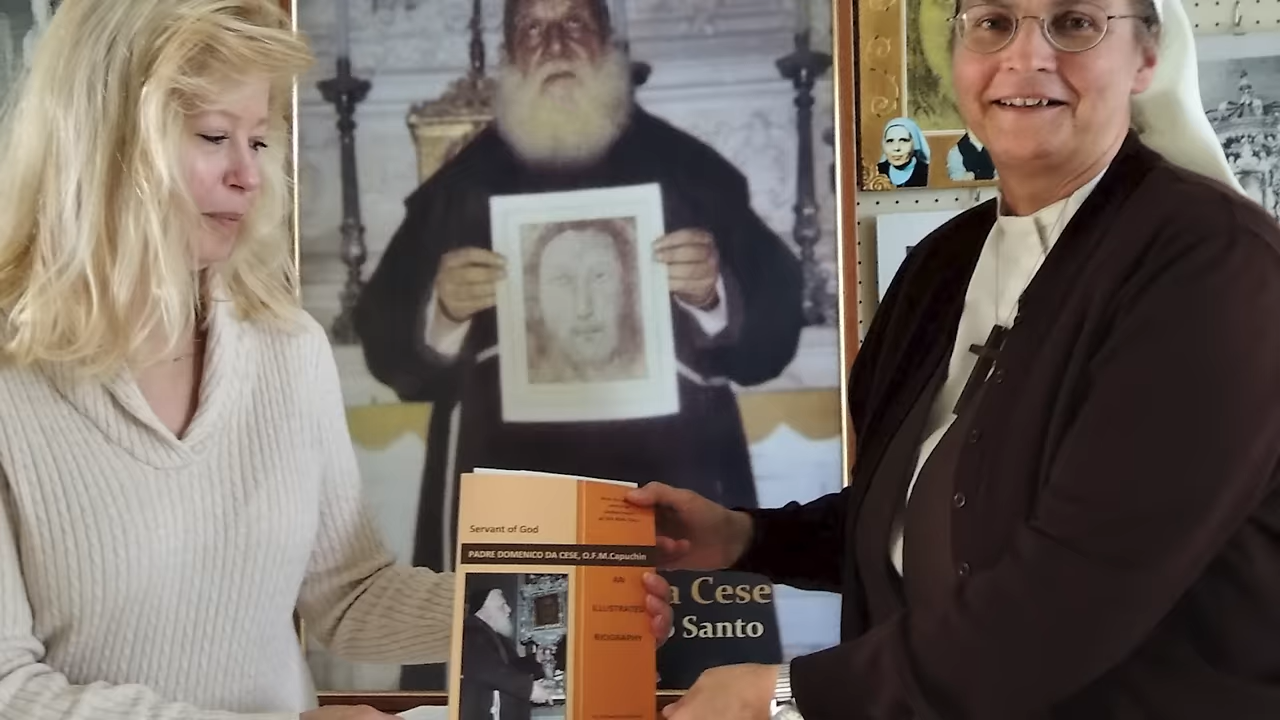 Servant of God
PADRE DOMENICO DA CESE, O.F.M.Capuchin
AN
ILLUSTRATED
BIOGRAPHY
a Cese
Santo